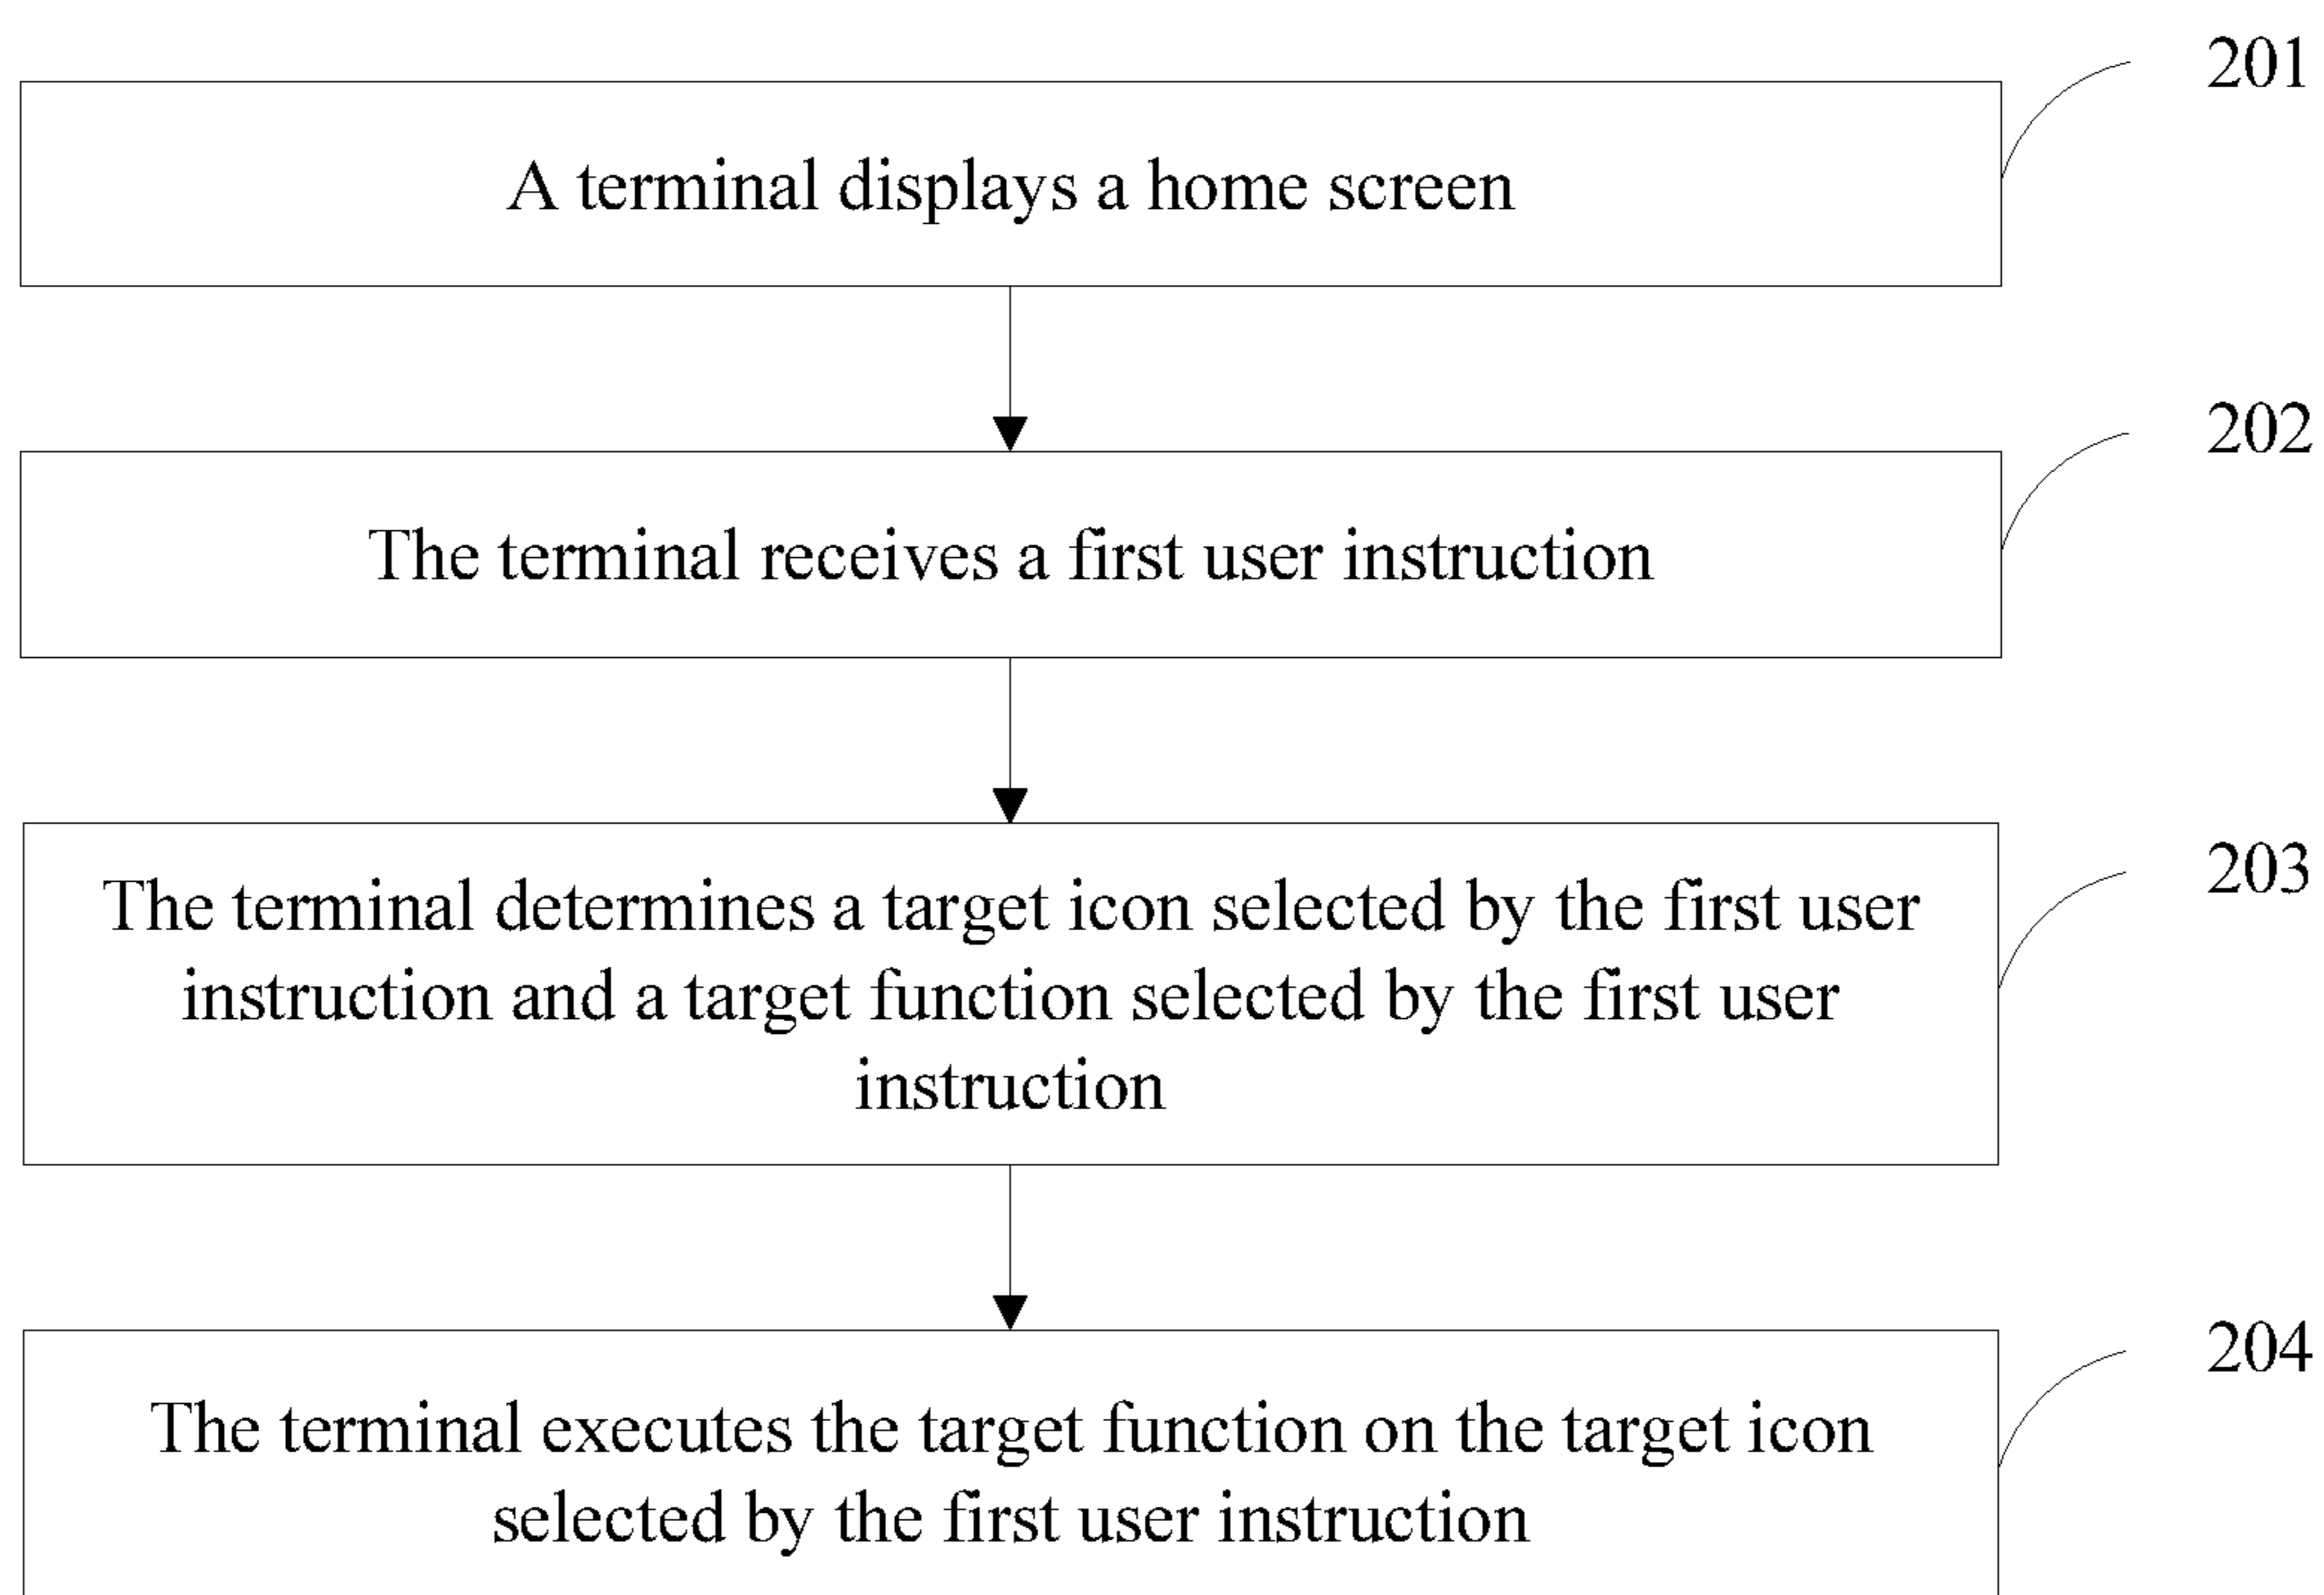 201
A terminal displays a home screen
202
The terminal receives a first user instruction
203
The terminal determines a target icon selected by the first user
instruction and a target function selected by the first user
instruction
204
The terminal executes the target function on the target icon
selected by the first user instruction